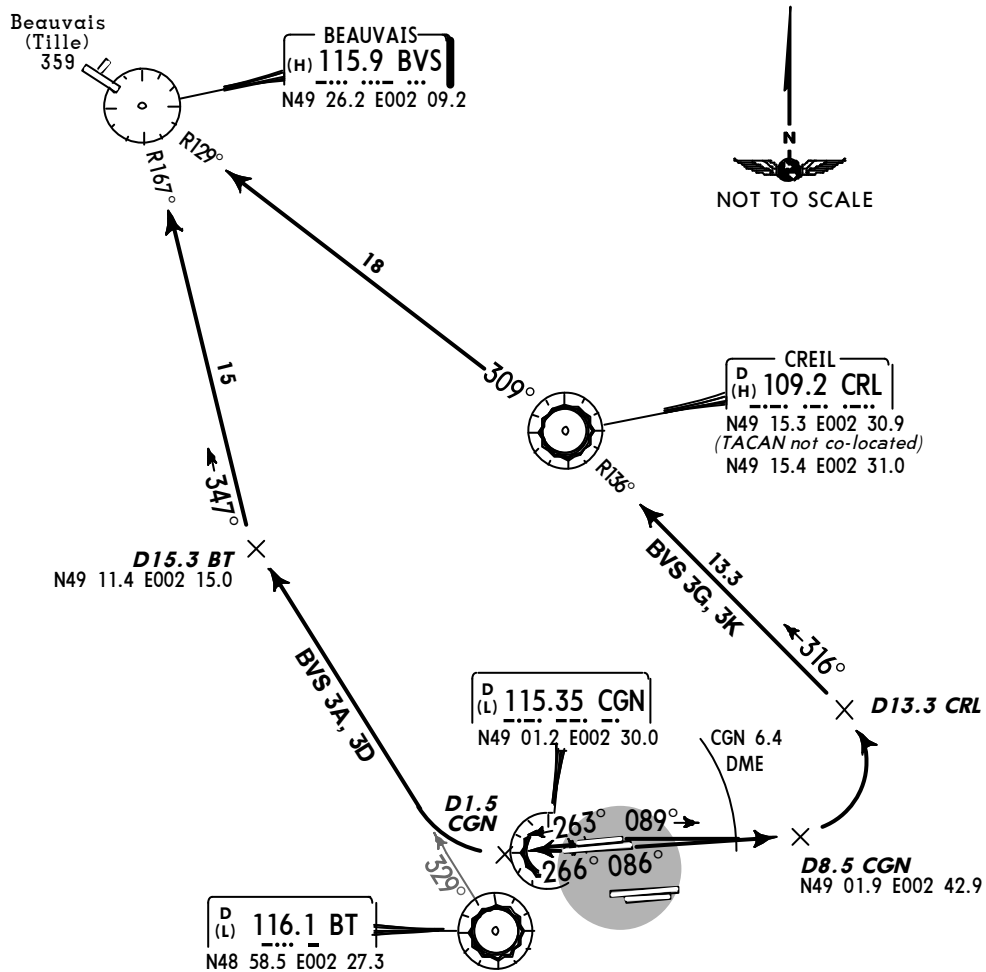 Beauvais
(Tille)
359
BEAUVAIS
(H) 115.9 BVS
N49 26.2 E002 09.2
N
NOT TO SCALE
R129°
R167°
18
15
309°
CREIL
D
(H) 109.2 CRL
N49 15.3 E002 30.9
(TACAN not co-located)
N49 15.4 E002 31.0
R136°
347°
D15.3 BT
N49 11.4 E002 15.0
13.3
BVS 3G, 3K
316°
BVS 3A, 3D
D
(L) 115.35 CGN
N49 01.2 E002 30.0
D13.3 CRL
CGN 6.4
DME
D1.5
CGN
263° 089°
266° 086°
D8.5 CGN
N49 01.9 E002 42.9
329°
D
(L) 116.1 BT
N48 58.5 E002 27.3